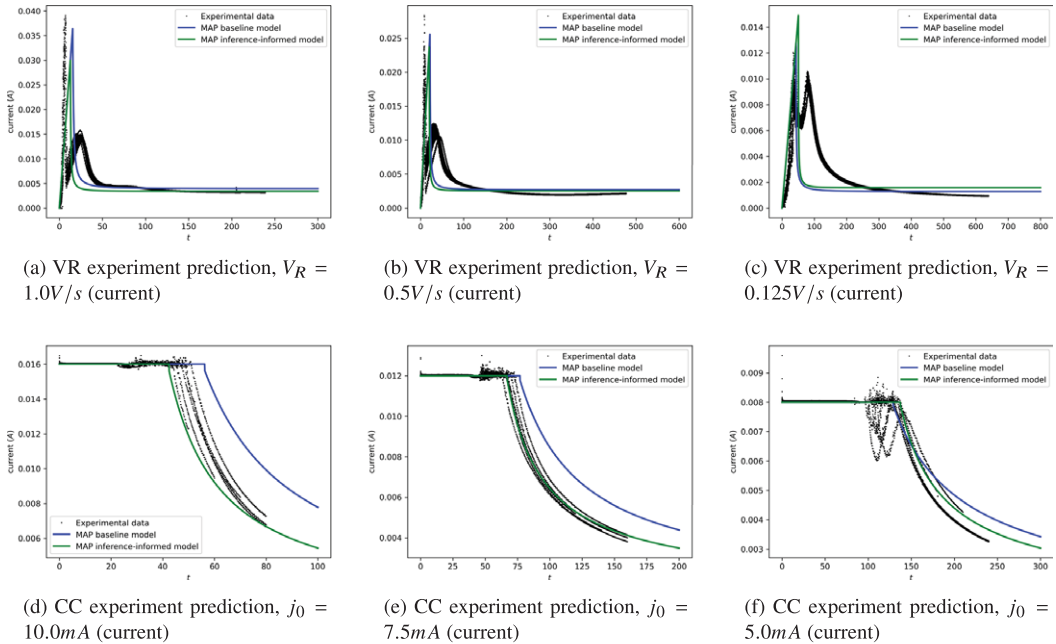 0.040
0.035
0.030
0.025
0.020
0.015
0.010
0.005
0.000
current (A)
0 50 100 150 200 250 300
t
Experimental data
MAP baseline model
MAP inference-informed model
(a) VR experiment prediction, V_R =
1.0V/s (current)
0.025
0.020
0.015
0.010
0.005
0.000
current (A)
0 100 200 300 400 500 600
t
Experimental data
MAP baseline model
MAP inference-informed model
(b) VR experiment prediction, V_R =
0.5V/s (current)
0.014
0.012
0.010
0.008
0.006
0.004
0.002
0.000
current (A)
0 100 200 300 400 500 600 700 800
t
Experimental data
MAP baseline model
MAP inference-informed model
(c) VR experiment prediction, V_R =
0.125V/s (current)
0.016
0.014
0.012
0.010
0.008
0.006
current (A)
Experimental data
MAP baseline model
MAP inference-informed model
0 20 40 60 80 100
t
(d) CC experiment prediction, j_0 =
10.0mA (current)
0.012
0.010
0.008
0.006
0.004
current (A)
0 25 50 75 100 125 150 175 200
t
Experimental data
MAP baseline model
MAP inference-informed model
(e) CC experiment prediction, j_0 =
7.5mA (current)
0.009
0.008
0.007
0.006
0.005
0.004
0.003
current (A)
0 50 100 150 200 250 300
t
Experimental data
MAP baseline model
MAP inference-informed model
(f) CC experiment prediction, j_0 =
5.0mA (current)